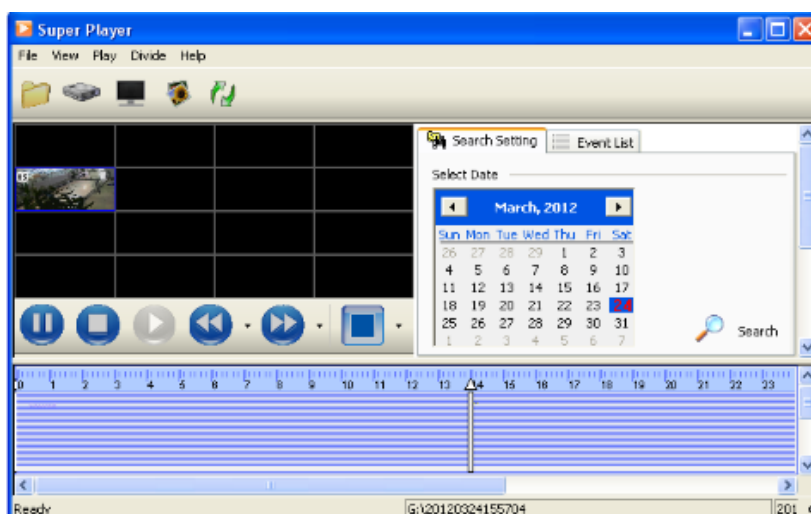 Super Player
File View Play Divide Help
Search Setting Event List
Select Date
March, 2012
Sun Mon Tue Wed Thu Fri Sat
26 27 28 29 1 2 3
4 5 6 7 8 9 10
11 12 13 14 15 16 17
18 19 20 21 22 23 24
25 26 27 28 29 30 31
1 2 3 4 5 6 7
Search
0 1 2 3 4 5 6 7 8 9 10 11 12 13 14 15 16 17 18 19 20 21 22 23
Ready G:\20120324155704 201